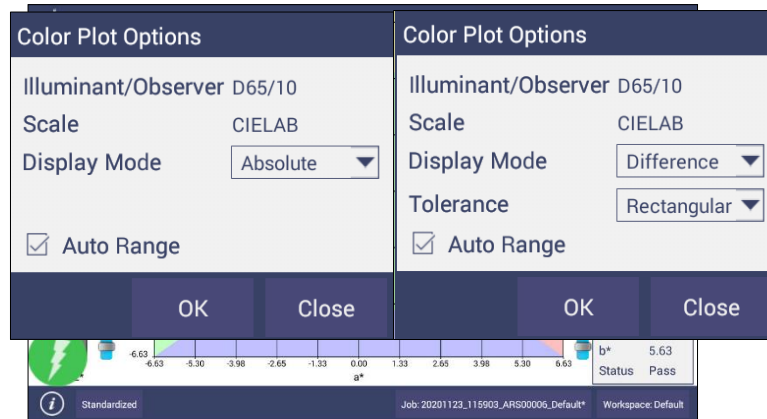 Color Plot Options
Illuminant/Observer D65/10
Scale CIELAB
Display Mode Absolute
Auto Range
OK Close
Color Plot Options
Illuminant/Observer D65/10
Scale CIELAB
Display Mode Difference
Tolerance Rectangular
Auto Range
OK Close
-6.63
-6.63 -5.30 -3.98 -2.65 -1.33 0.00 1.33 2.65 3.98 5.30 6.63
a*
b* 5.63
Status Pass
Standardized Job: 20201123_115903_ARS00006_Default* Workspace: Default